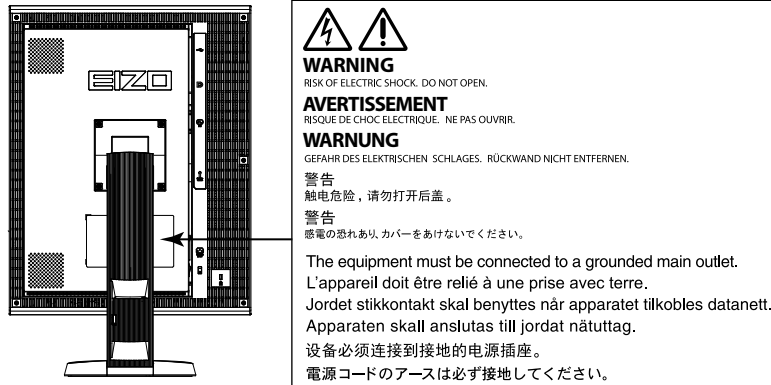 EIZO
WARNING
RISK OF ELECTRIC SHOCK. DO NOT OPEN.
AVERTISSEMENT
RISQUE DE CHOC ELECTRIQUE. NE PAS OUVRIR.
WARNUNG
GEFAHR DES ELEKTRISCHEN SCHLAGES. RÜCKWAND NICHT ENTFERNEN.
警告
触电危险，请勿打开后盖。
警告
感電の恐れあり、カバーをあけないでください。
The equipment must be connected to a grounded main outlet.
L'appareil doit être relié à une prise avec terre.
Jordet stikkontakt skal benyttes når apparatet tilkobles datanett.
Apparaten skall anslutas till jordat nätuttag.
设备必须连接到接地的电源插座。
電源コードのアースは必ず接地してください。